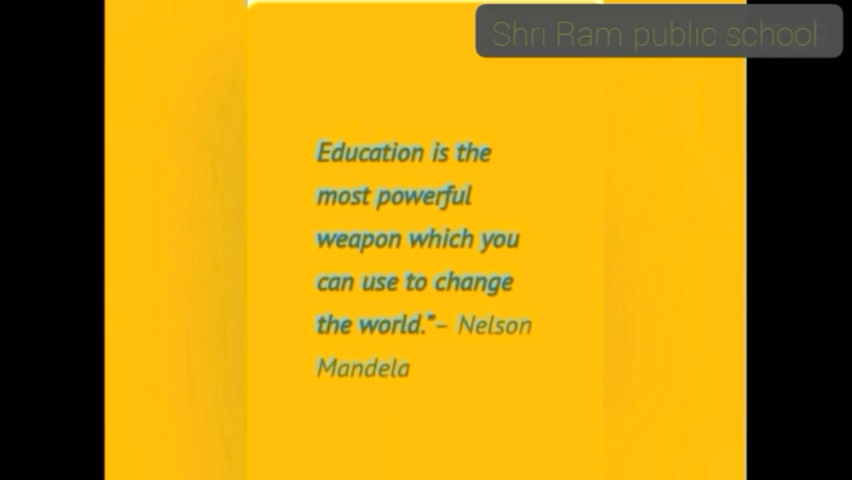 Shri Ram public school
Education is the
most powerful
weapon which you
can use to change
the world."– Nelson
Mandela